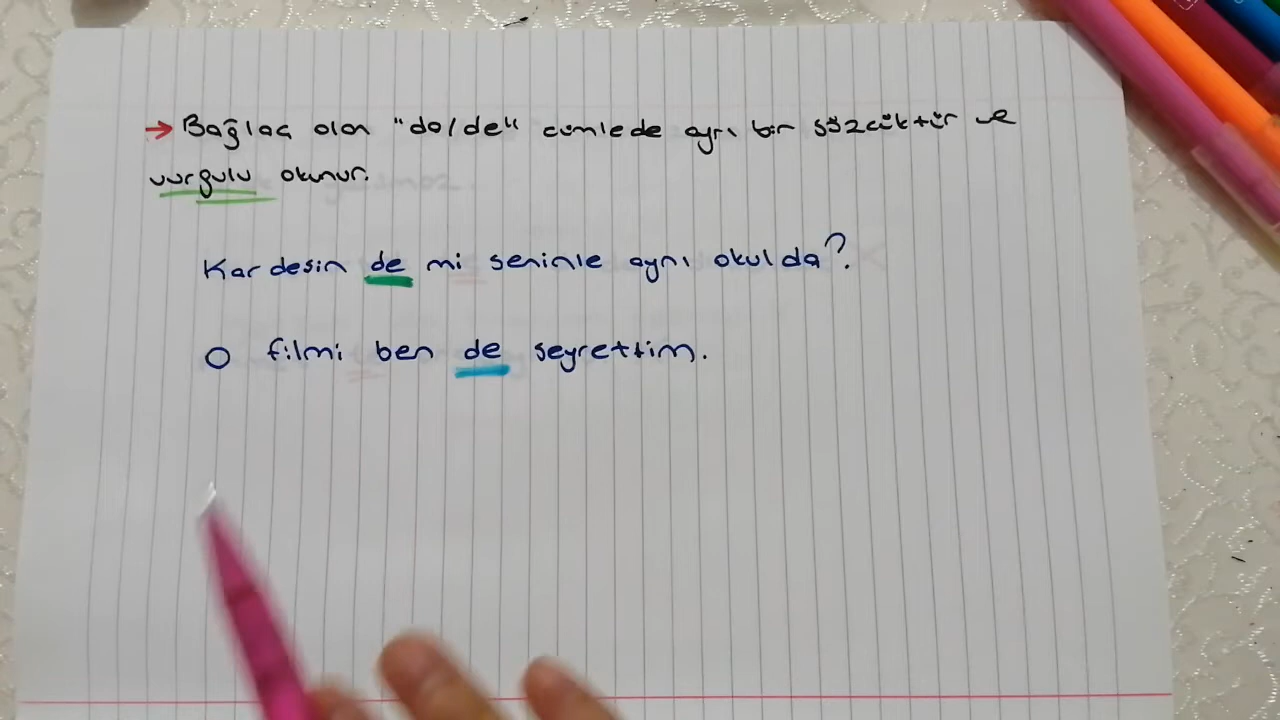 → Bağlaç olan "da/de" cümlede ayrı bir sözcüktür ve
vurgulu okunur.
Kardesin de mi seninle aynı okulda?
O filmi ben de seyrettim.